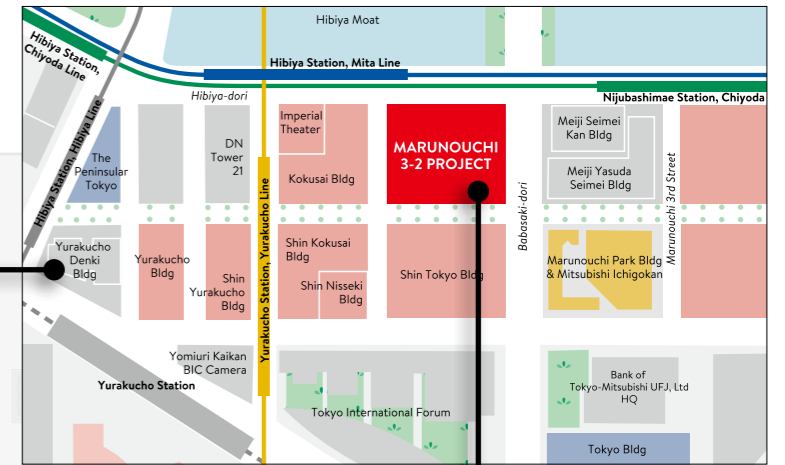 Hibiya Moat
Hibiya Station,
Chiyoda Line
Hibiya Station, Mita Line
Nijubashimae Station, Chiyoda
Hibiya-dori
Hibiya Station, Hibiya Line
The
Peninsular
Tokyo
DN
Tower
21
Imperial
Theater
Kokusai Bldg
MARUNOUCHI
3-2 PROJECT
Babasaki-dori
Meiji Seimei
Kan Bldg
Meiji Yasuda
Seimei Bldg
Marunouchi 3rd Street
Yurakucho
Denki
Bldg
Yurakucho
Bldg
Shin
Yurakucho
Bldg
Yurakucho Station, Yurakucho Line
Shin Kokusai
Bldg
Shin Nisseki
Bldg
Shin Tokyo Bldg
Marunouchi Park Bldg
& Mitsubishi Ichigokan
Yurakucho Station
Yomiuri Kaikan
BIC Camera
Tokyo International Forum
Bank of
Tokyo-Mitsubishi UFJ, Ltd
HQ
Tokyo Bldg